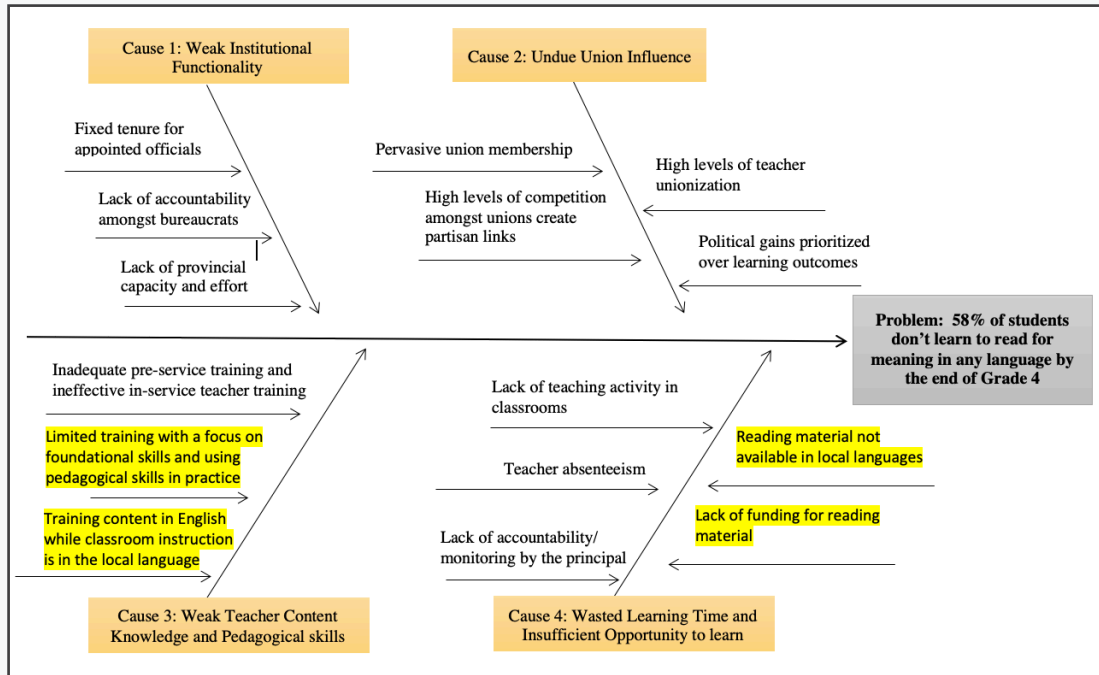 Cause 1: Weak Institutional
Functionality
Fixed tenure for
appointed officials
Lack of accountability
amongst bureaucrats
Lack of provincial
capacity and effort
Cause 2: Undue Union Influence
Pervasive union membership
High levels of competition
amongst unions create
partisan links
High levels of teacher
unionization
Political gains prioritized
over learning outcomes
Problem: 58% of students
don't learn to read for
meaning in any language by
the end of Grade 4
Inadequate pre-service training and
ineffective in-service teacher training
Limited training with a focus on
foundational skills and using
pedagogical skills in practice
Training content in English
while classroom instruction
is in the local language
Cause 3: Weak Teacher Content
Knowledge and Pedagogical skills
Lack of teaching activity in
classrooms
Teacher absenteeism
Lack of accountability/
monitoring by the principal
Reading material not
available in local languages
Lack of funding for reading
material
Cause 4: Wasted Learning Time and
Insufficient Opportunity to learn